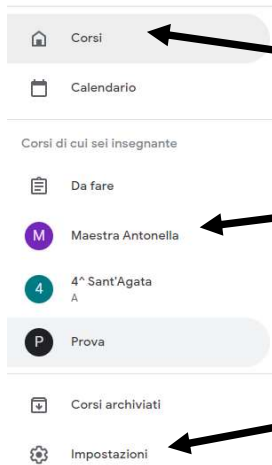 Corsi
Calendario
Corsi di cui sei insegnante
Da fare
M Maestra Antonella
4 4^ Sant'Agata
A
P Prova
Corsi archiviati
Impostazioni